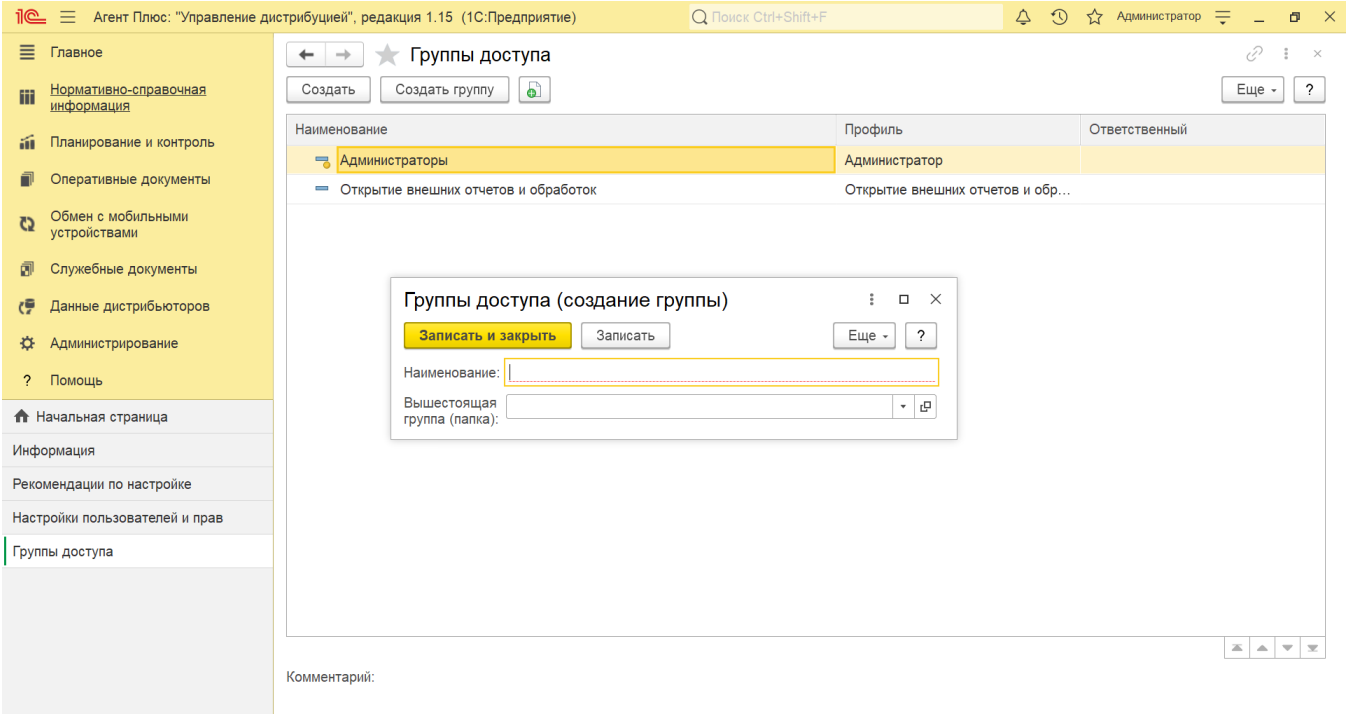 1С Агент Плюс: "Управление дистрибуцией", редакция 1.15 (1С:Предприятие) Поиск Ctrl+Shift+F Администратор
Главное
Нормативно-справочная
информация
Планирование и контроль
Оперативные документы
Обмен с мобильными
устройствами
Служебные документы
Данные дистрибьюторов
Администрирование
? Помощь
Начальная страница
Информация
Рекомендации по настройке
Настройки пользователей и прав
Группы доступа
Группы доступа
Создать Создать группу Еще ?
Наименование Профиль Ответственный
Администраторы Администратор
Открытие внешних отчетов и обработок Открытие внешних отчетов и обр...
Группы доступа (создание группы)
Записать и закрыть Записать Еще ?
Наименование:
Вышестоящая
группа (папка):
Комментарий: